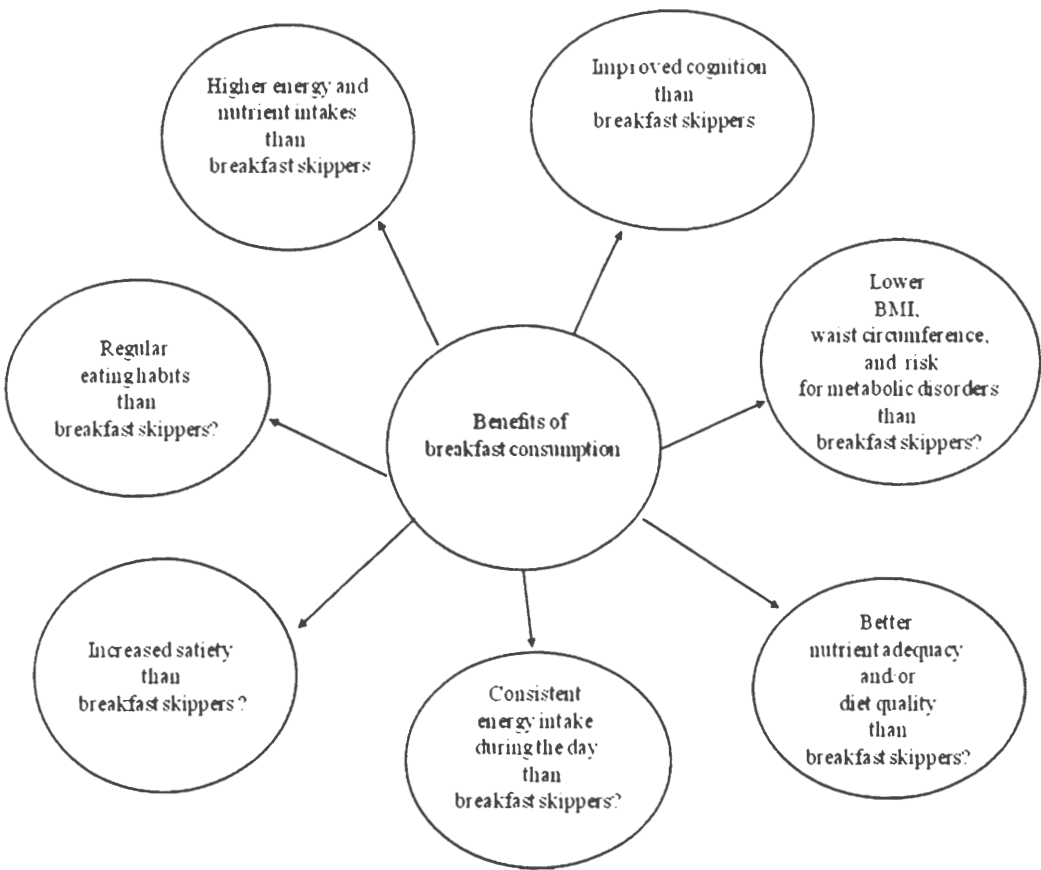 Higher energy and
nutrient intakes
than
breakfast skippers
Improved cognition
than
breakfast skippers
Regular
eating habits
than
breakfast skippers?
Benefits of
breakfast consumption
Lower
BMI,
waist circumference,
and risk
for metabolic disorders
than
breakfast skippers?
Increased satiety
than
breakfast skippers?
Consistent
energy intake
during the day
than
breakfast skippers?
Better
nutrient adequacy
and/or
diet quality
than
breakfast skippers?